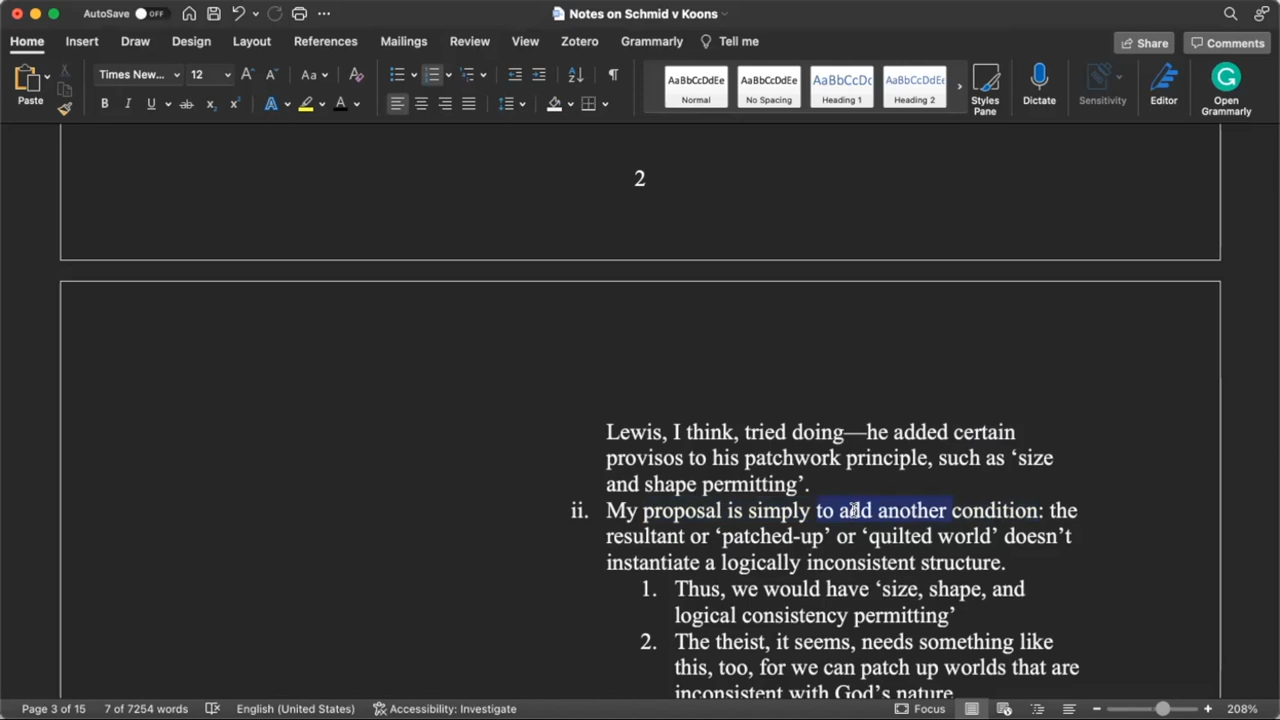 AutoSave OFF
Notes on Schmid v Koons
Home Insert Draw Design Layout References Mailings Review View Zotero Grammarly Tell me Share Comments
Paste
Times New... 12 Aa
AaBbCcDdEe AaBbCcDdEe AaBbCcDc AaBbCcDdEe
Normal No Spacing Heading 1 Heading 2
Styles Pane Dictate Sensitivity Editor Open Grammarly
2
Lewis, I think, tried doing—he added certain
provisos to his patchwork principle, such as ‘size
and shape permitting’.
ii. My proposal is simply to add another condition: the
resultant or ‘patched-up’ or ‘quilted world’ doesn’t
instantiate a logically inconsistent structure.
1. Thus, we would have ‘size, shape, and
logical consistency permitting’
2. The theist, it seems, needs something like
this, too, for we can patch up worlds that are
inconsistent with God’s nature.
Page 3 of 15 7 of 7254 words English (United States) Accessibility: Investigate Focus 208%